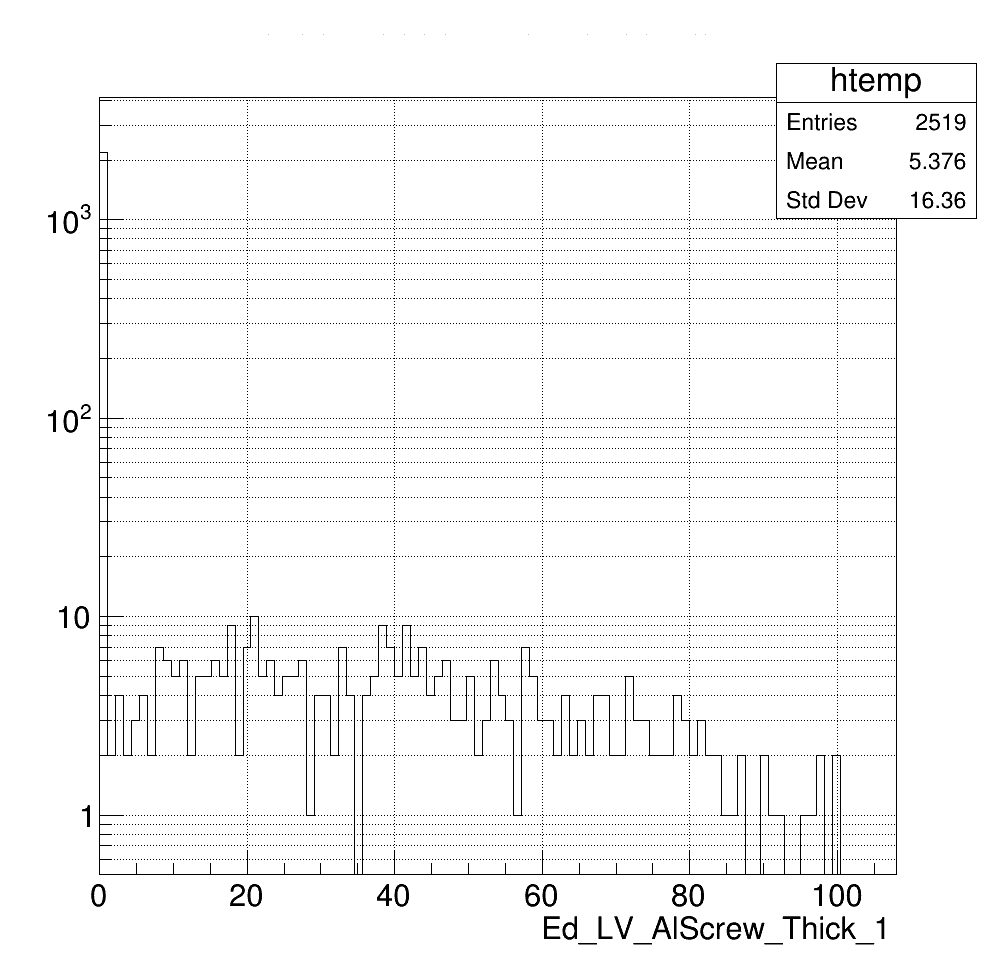 htemp
Entries 2519
Mean 5.376
Std Dev 16.36
10³
10²
10
1
0 20 40 60 80 100
Ed_LV_AlScrew_Thick_1